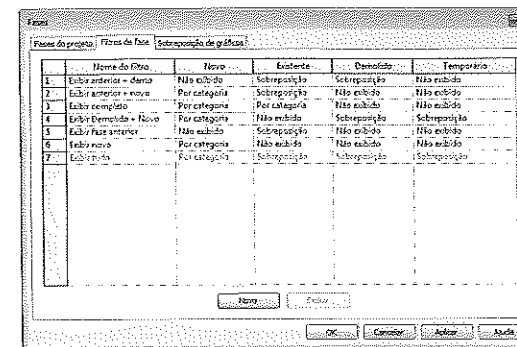 Fases
Fases do projeto Filtros de fase Sobreposição de gráficos
Nome do filtro Novo Existente Demolido Temporário
1 Exibir anterior + demo Não exibido Sobreposição Sobreposição Não exibido
2 Exibir anterior + novo Por categoria Sobreposição Não exibido Não exibido
3 Exibir completo Por categoria Por categoria Não exibido Não exibido
4 Exibir Demolido + Novo Por categoria Não exibido Sobreposição Sobreposição
5 Exibir fase anterior Não exibido Sobreposição Não exibido Não exibido
6 Exibir novo Por categoria Não exibido Não exibido Não exibido
7 Exibir tudo Por categoria Sobreposição Sobreposição Sobreposição
Novo Excluir
OK Cancelar Aplicar Ajuda